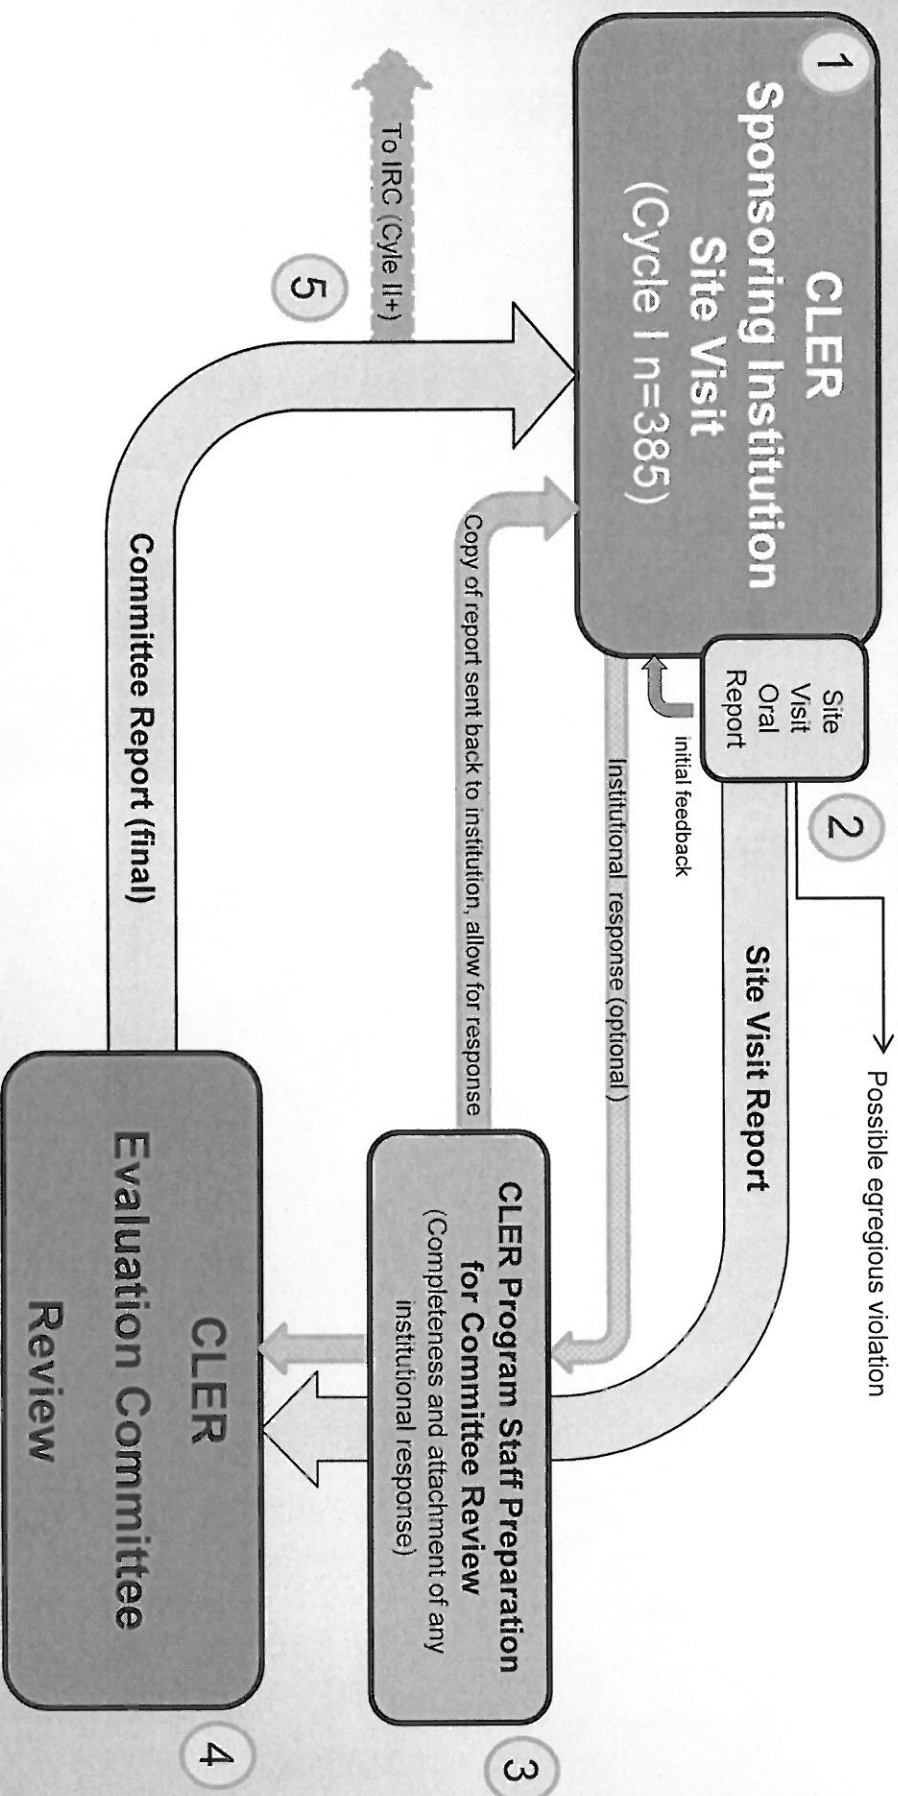 1
CLER
Sponsoring Institution
Site Visit
(Cycle I n=385)
Site
Visit
Oral
Report
2
Possible egregious violation
initial feedback
Site Visit Report
Institutional response (optional)
Copy of report sent back to institution, allow for response
CLER Program Staff Preparation
for Committee Review
(Completeness and attachment of any
institutional response)
3
To IRC (Cyle II+)
5
Committee Report (final)
CLER
Evaluation Committee
Review
4